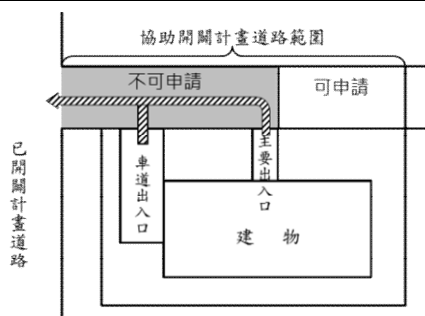 協助開闢計畫道路範圍
不可申請
可申請
已開闢計畫道路
車道出入口
主要出入口
建物